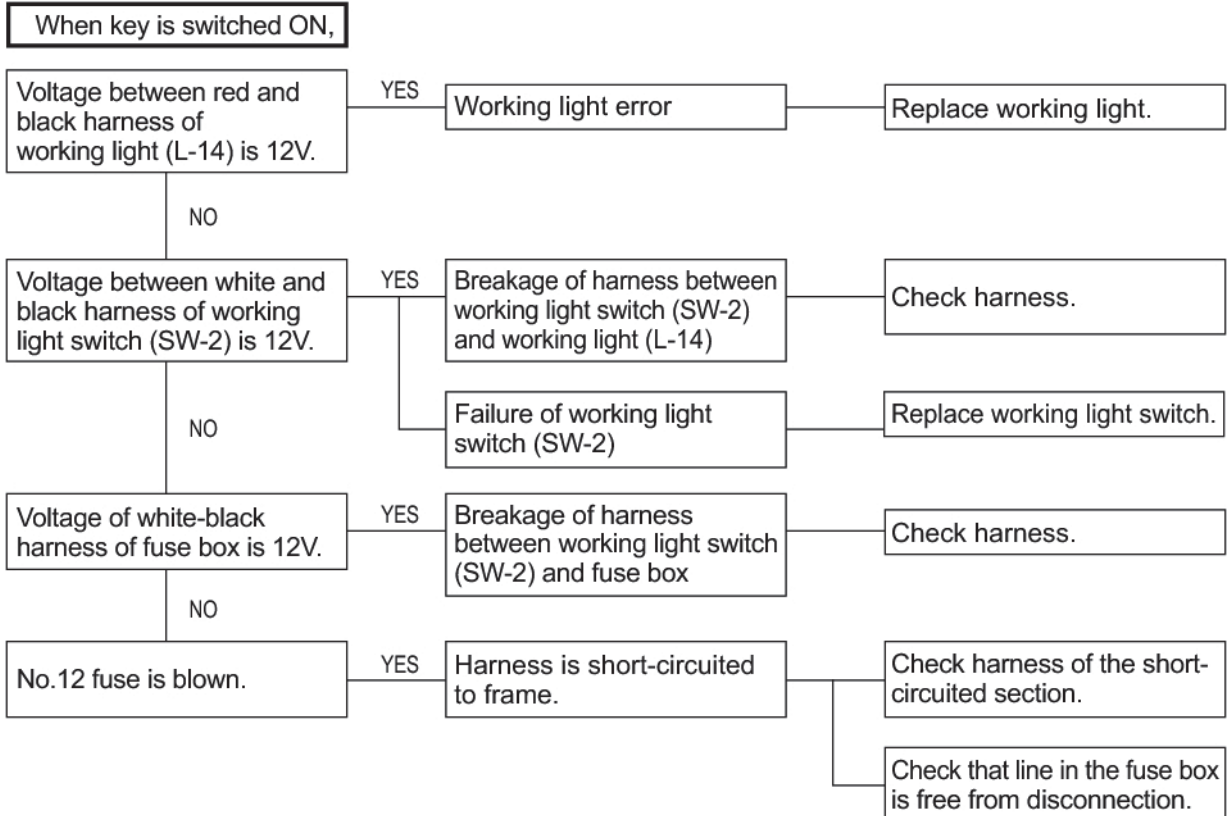 When key is switched ON,
Voltage between red and
black harness of
working light (L-14) is 12V.
YES
Working light error
Replace working light.
NO
Voltage between white and
black harness of working
light switch (SW-2) is 12V.
YES
Breakage of harness between
working light switch (SW-2)
and working light (L-14)
Check harness.
Failure of working light
switch (SW-2)
Replace working light switch.
NO
Voltage of white-black
harness of fuse box is 12V.
YES
Breakage of harness
between working light switch
(SW-2) and fuse box
Check harness.
NO
No.12 fuse is blown.
YES
Harness is short-circuited
to frame.
Check harness of the short-
circuited section.
Check that line in the fuse box
is free from disconnection.